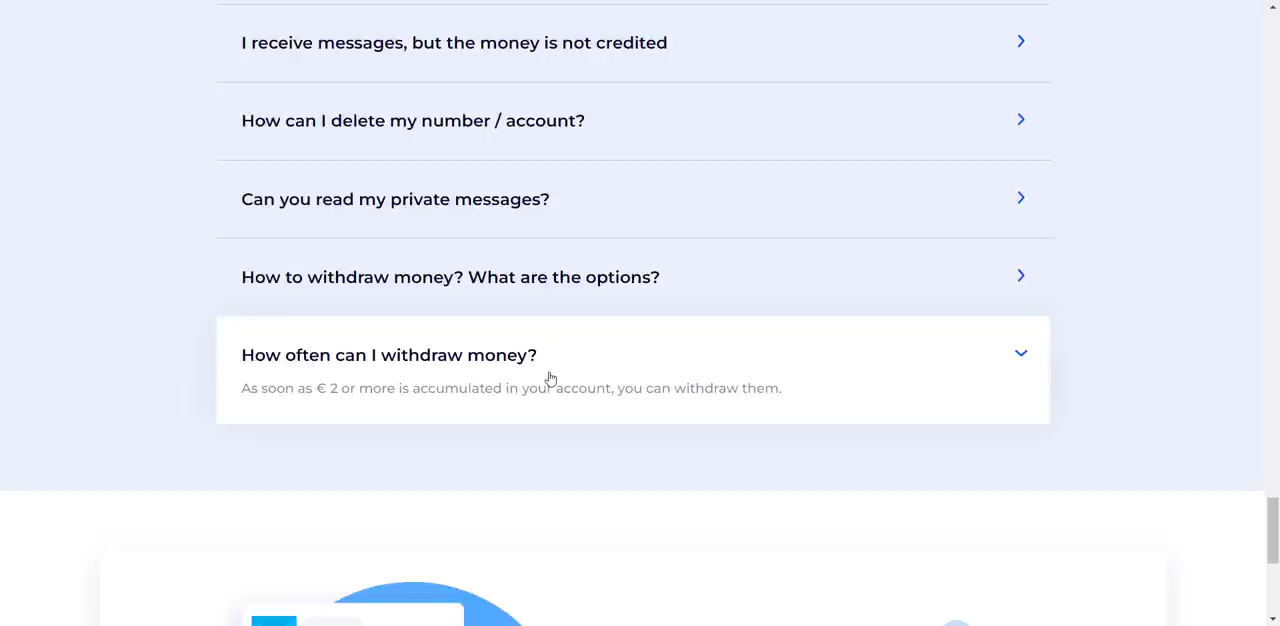 I receive messages, but the money is not credited
How can I delete my number / account?
Can you read my private messages?
How to withdraw money? What are the options?
How often can I withdraw money?
As soon as € 2 or more is accumulated in your account, you can withdraw them.